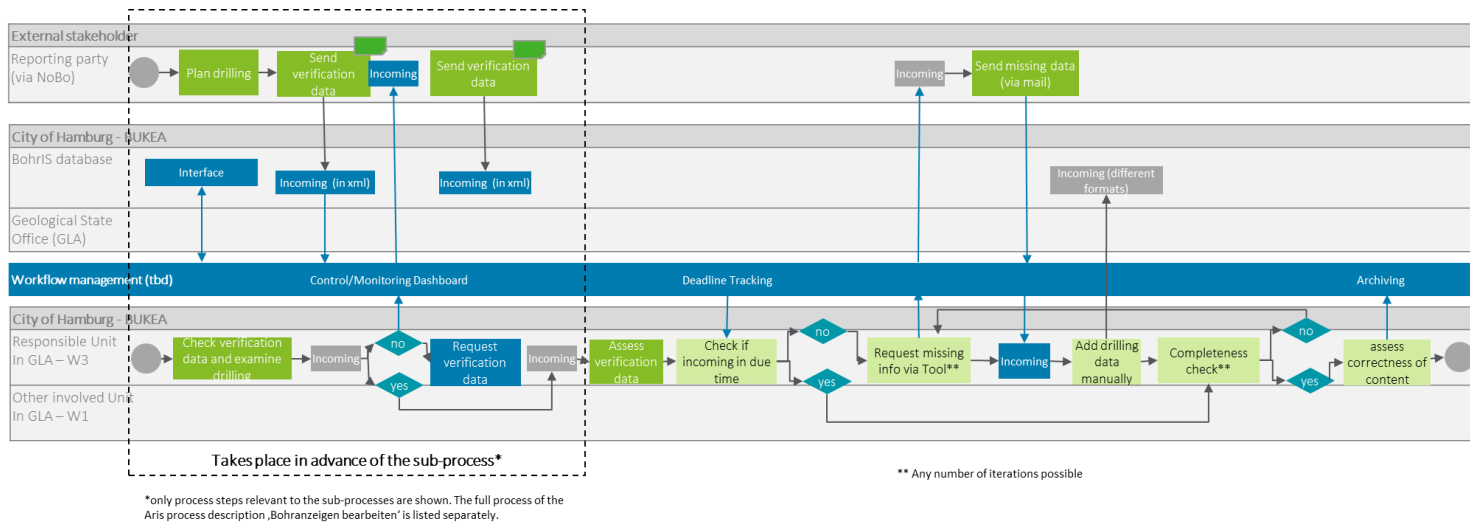 External stakeholder
Reporting party
(via NoBo)
Plan drilling
Send
verification
data
Incoming
Send verification
data
Incoming
Send missing data
(via mail)
City of Hamburg - BUKEA
BohrIS database
Interface
Incoming (in xml)
Incoming (in xml)
Incoming (different
formats)
Geological State
Office (GLA)
Workflow management (tbd)
Control/Monitoring Dashboard
Deadline Tracking
Archiving
City of Hamburg - BUKEA
Responsible Unit
In GLA – W3
Check verification
data and examine
drilling
Incoming
no
yes
Request
verification
data
Incoming
Assess
verification
data
Check if
incoming in due
time
no
yes
Request missing
info via Tool**
Incoming
Add drilling
data
manually
Completeness
check**
no
yes
assess
correctness of
content
Other involved Unit
In GLA – W1
Takes place in advance of the sub-process*
** Any number of iterations possible
*only process steps relevant to the sub-processes are shown. The full process of the
Aris process description ‚Bohranzeigen bearbeiten‘ is listed separately.